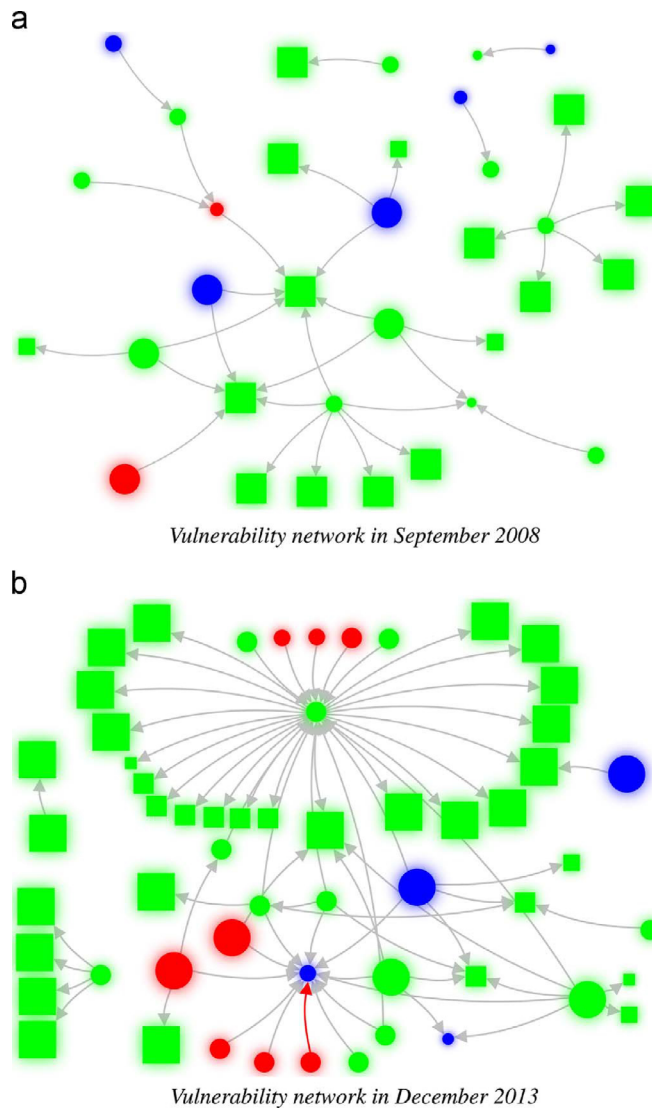 a
Vulnerability network in September 2008
b
Vulnerability network in December 2013